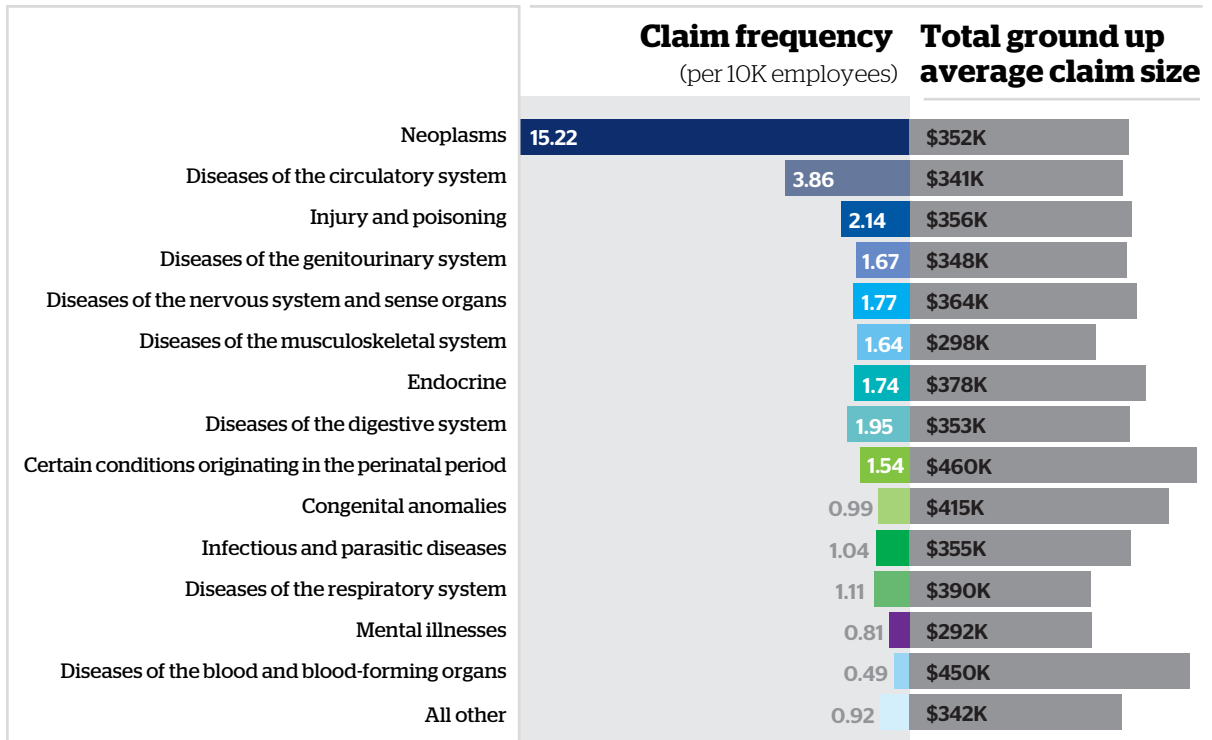 Claim frequency
(per 10K employees)
Total ground up
average claim size
Neoplasms 15.22 $352K
Diseases of the circulatory system 3.86 $341K
Injury and poisoning 2.14 $356K
Diseases of the genitourinary system 1.67 $348K
Diseases of the nervous system and sense organs 1.77 $364K
Diseases of the musculoskeletal system 1.64 $298K
Endocrine 1.74 $378K
Diseases of the digestive system 1.95 $353K
Certain conditions originating in the perinatal period 1.54 $460K
Congenital anomalies 0.99 $415K
Infectious and parasitic diseases 1.04 $355K
Diseases of the respiratory system 1.11 $390K
Mental illnesses 0.81 $292K
Diseases of the blood and blood-forming organs 0.49 $450K
All other 0.92 $342K